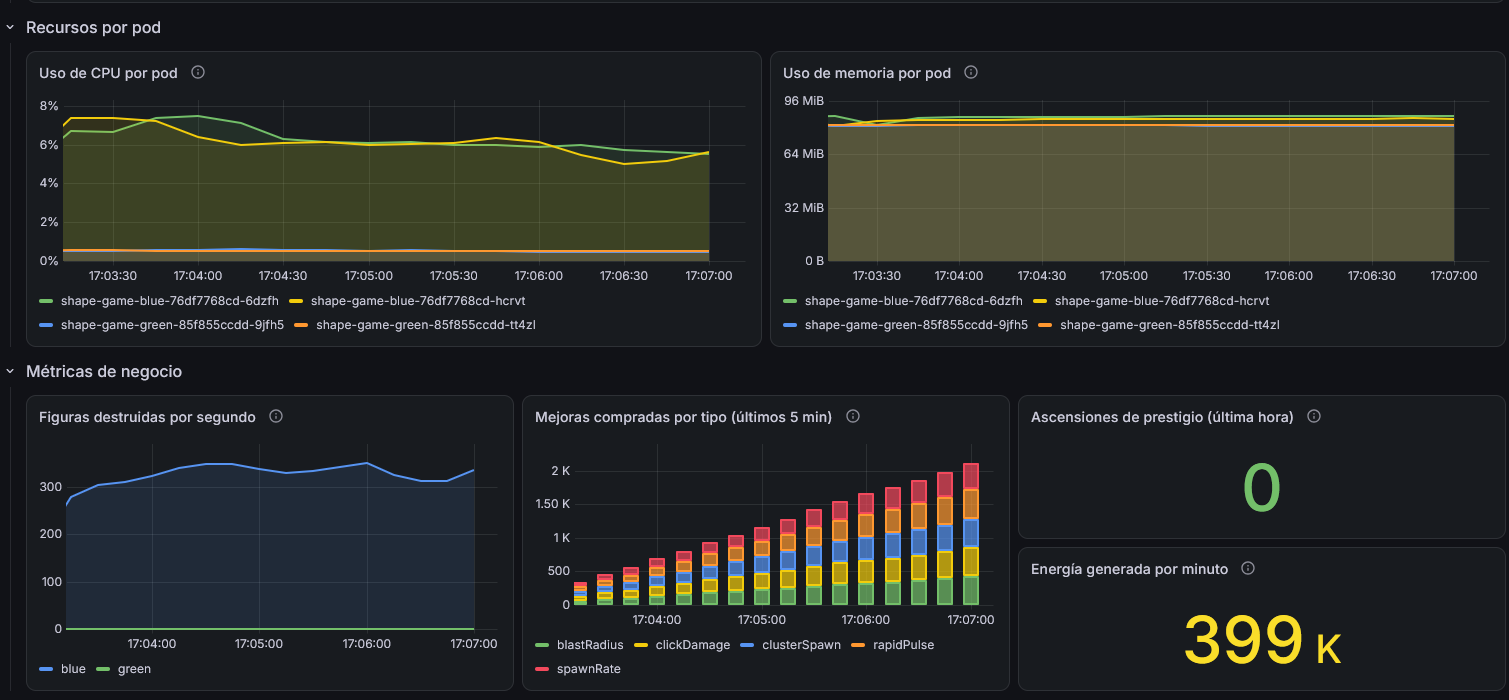 Recursos por pod
Uso de CPU por pod
8%
6%
4%
2%
0%
17:03:30 17:04:00 17:04:30 17:05:00 17:05:30 17:06:00 17:06:30 17:07:00
shape-game-blue-76df7768cd-6dzfh shape-game-blue-76df7768cd-hcrvt
shape-game-green-85f855ccdd-9jfh5 shape-game-green-85f855ccdd-tt4zl
Uso de memoria por pod
96 MiB
64 MiB
32 MiB
0 B
17:03:30 17:04:00 17:04:30 17:05:00 17:05:30 17:06:00 17:06:30 17:07:00
shape-game-blue-76df7768cd-6dzfh shape-game-blue-76df7768cd-hcrvt
shape-game-green-85f855ccdd-9jfh5 shape-game-green-85f855ccdd-tt4zl
Métricas de negocio
Figuras destruidas por segundo
300
200
100
0
17:04:00 17:05:00 17:06:00 17:07:00
blue green
Mejoras compradas por tipo (últimos 5 min)
2 K
1.50 K
1 K
500
0
17:04:00 17:05:00 17:06:00 17:07:00
blastRadius clickDamage clusterSpawn rapidPulse
spawnRate
Ascensiones de prestigio (última hora)
0
Energía generada por minuto
399 K